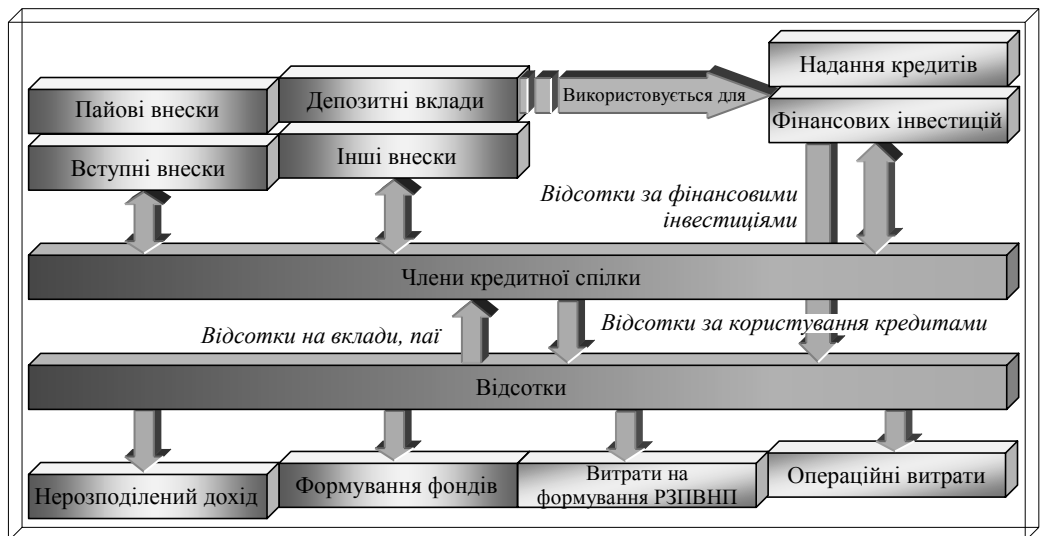 Надання кредитів
Депозитні вклади
Використовується для
Пайові внески
Фінансових інвестицій
Інші внески
Вступні внески
Відсотки за фінансовими
інвестиціями
Члени кредитної спілки
Відсотки на вклади, паї
Відсотки за користування кредитами
Відсотки
Нерозподілений дохід
Формування фондів
Витрати на
формування РЗПВНП
Операційні витрати